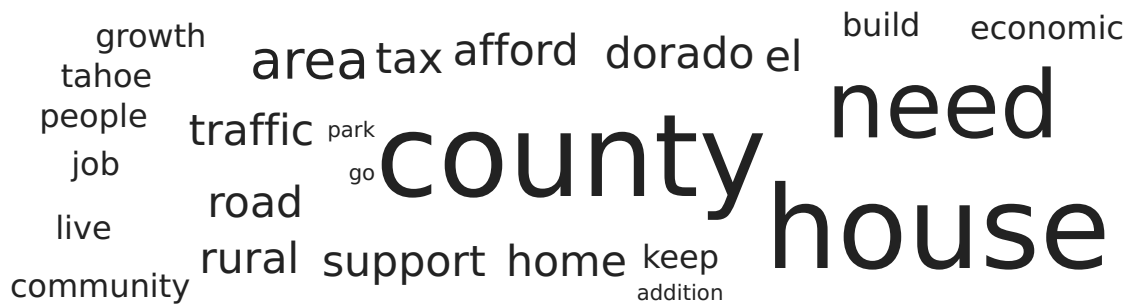 growth
tahoe
people
job
live
community
area tax afford dorado el
traffic park
go
county
road
rural support home keep
addition
build economic
need
house